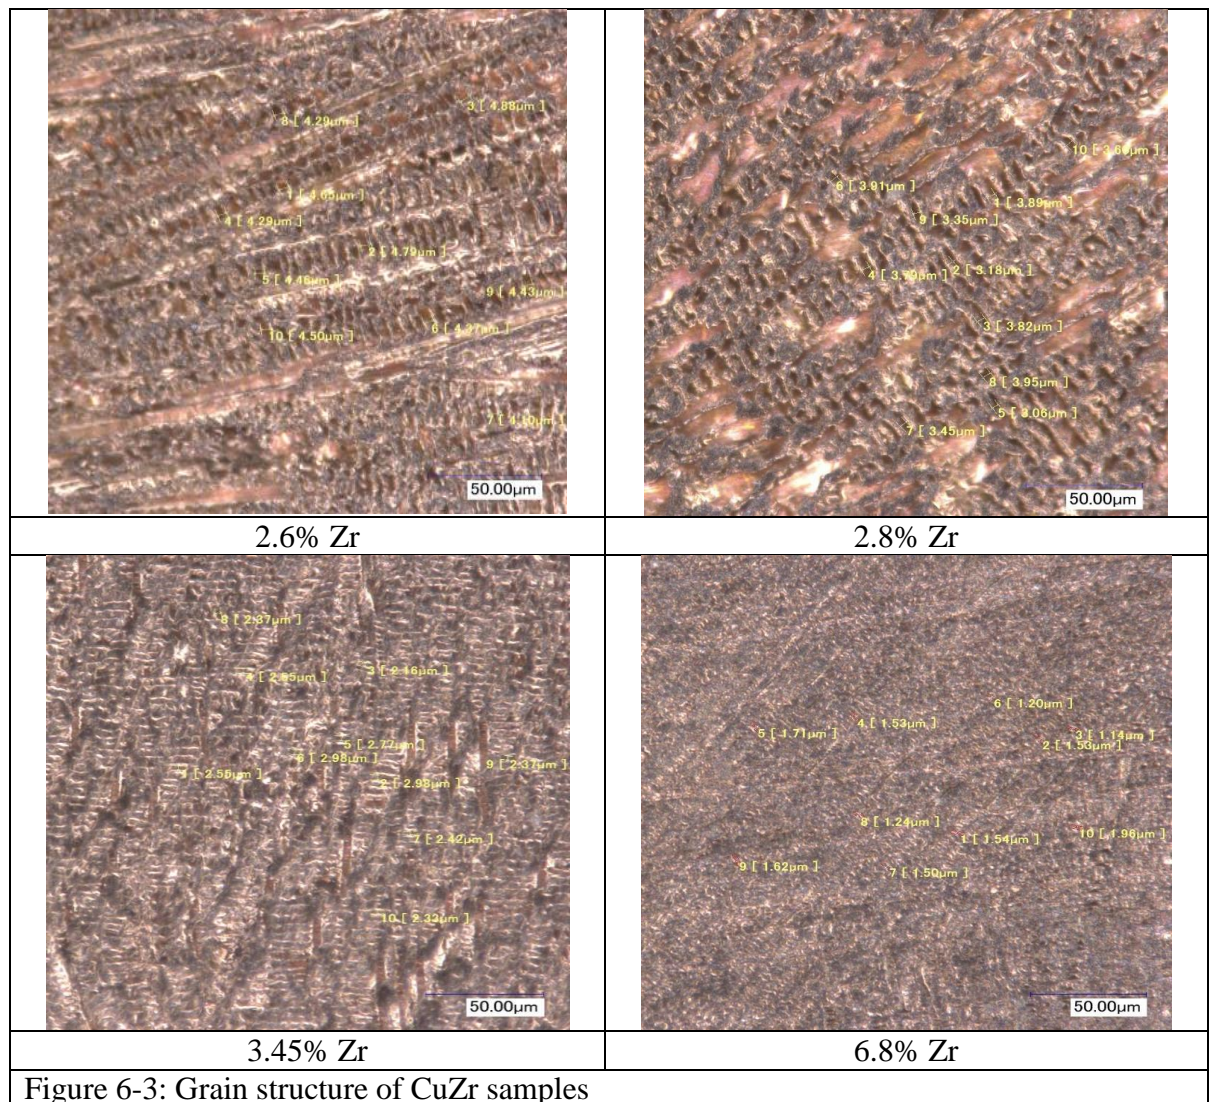 3 [ 4.88µm ]
8 [ 4.29µm ]
1 [ 4.65µm ]
4 [ 4.29µm ]
2 [ 4.79µm ]
5 [ 4.46µm ]
9 [ 4.43µm ]
6 [ 4.37µm ]
10 [ 4.50µm ]
7 [ 4.10µm ]
50.00µm
2.6% Zr
6 [ 3.91µm ]
1 [ 3.89µm ]
9 [ 3.35µm ]
2 [ 3.18µm ]
3 [ 3.82µm ]
8 [ 3.95µm ]
5 [ 3.06µm ]
7 [ 3.45µm ]
50.00µm
2.8% Zr
8 [ 2.37µm ]
3 [ 2.16µm ]
5 [ 2.77µm ]
6 [ 2.98µm ]
9 [ 2.37µm ]
2 [ 2.98µm ]
7 [ 2.42µm ]
10 [ 2.33µm ]
50.00µm
3.45% Zr
6 [ 1.20µm ]
4 [ 1.53µm ]
5 [ 1.71µm ]
3 [ 1.14µm ]
2 [ 1.53µm ]
8 [ 1.24µm ]
1 [ 1.54µm ]
10 [ 1.96µm ]
9 [ 1.62µm ]
7 [ 1.50µm ]
50.00µm
6.8% Zr
Figure 6-3: Grain structure of CuZr samples